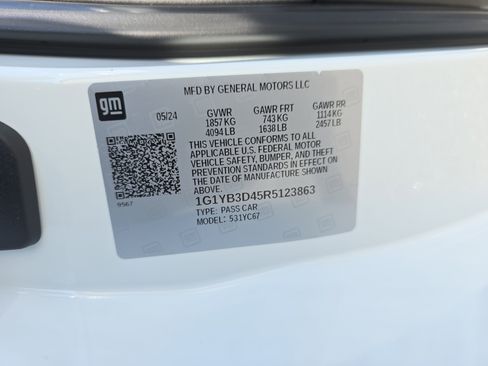 MFD BY GENERAL MOTORS LLC
gm
05/24 GVWR GAWR FRT GAWR RR
1857 KG 743 KG 1114 KG
4094 LB 1638 LB 2457 LB
THIS VEHICLE CONFORMS TO ALL
APPLICABLE U.S. FEDERAL MOTOR
VEHICLE SAFETY, BUMPER, AND THEFT
PREVENTION STANDARDS IN EFFECT ON
THE DATE OF MANUFACTURE SHOWN
ABOVE.
9567
1G1YB3D45R5123863
TYPE: PASS CAR
MODEL: 531YC67